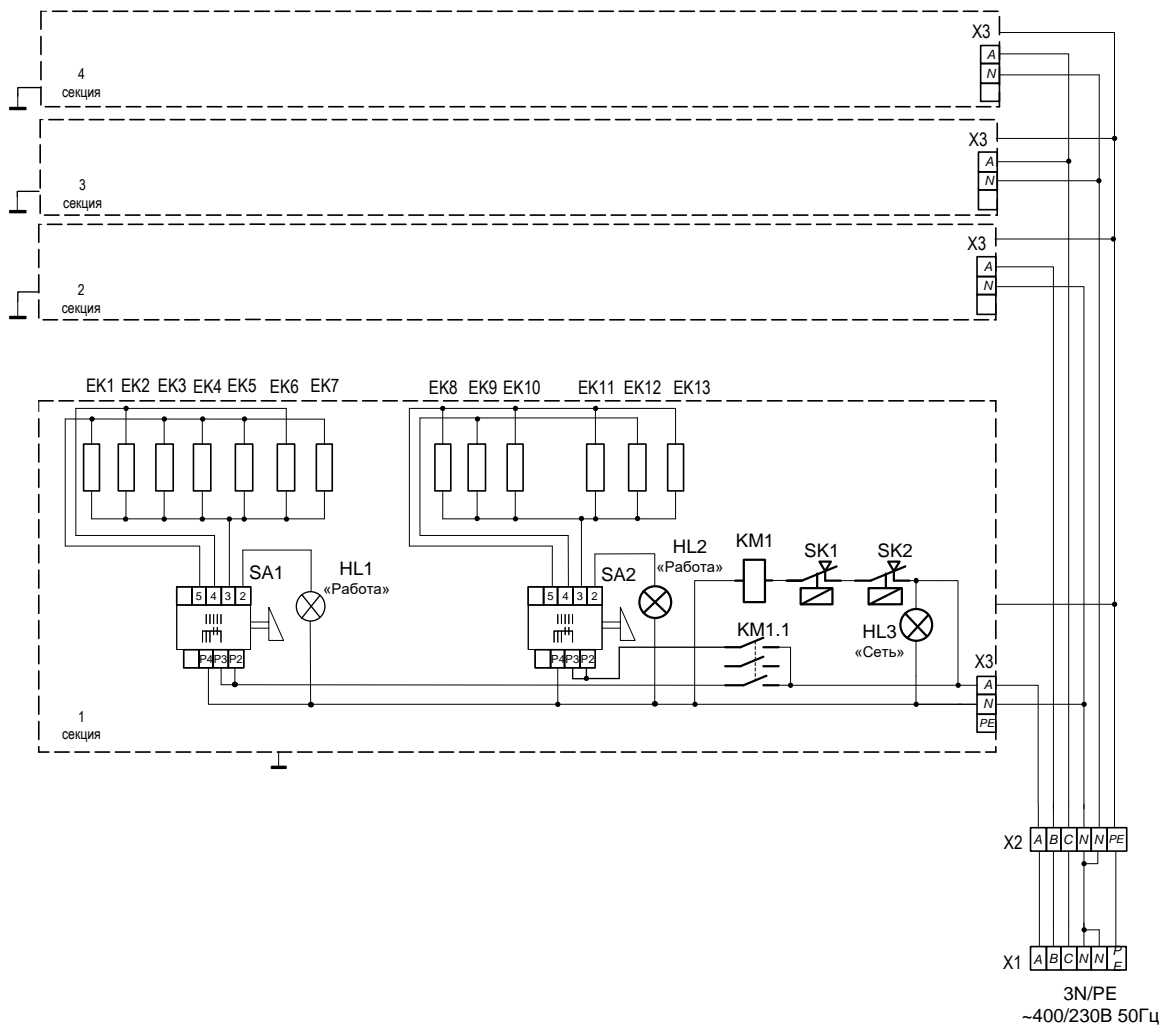 X3
A
N
4
секция
X3
A
N
3
секция
X3
A
N
2
секция
EK1 EK2 EK3 EK4 EK5 EK6 EK7
EK8 EK9 EK10 EK11 EK12 EK13
SA1
5 4 3 2
P4 P3 P2
HL1
«Работа»
SA2
5 4 3 2
P4 P3 P2
HL2
«Работа»
KM1
SK1
SK2
KM1.1
HL3
«Сеть»
X3
A
N
PE
1
секция
X2 A B C N N PE
X1 A B C N N PE
3N/PE
~400/230В 50Гц